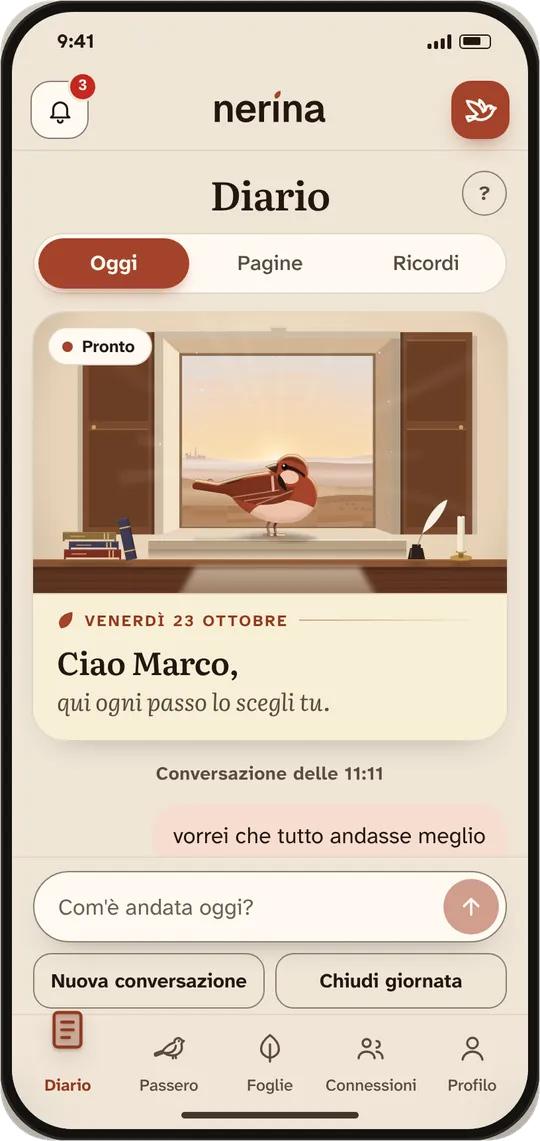 9:41
3
nerina
Diario
?
Oggi
Pagine
Ricordi
Pronto
VENERDÌ 23 OTTOBRE
Ciao Marco,
qui ogni passo lo scegli tu.
Conversazione delle 11:11
vorrei che tutto andasse meglio
Com'è andata oggi?
Nuova conversazione
Chiudi giornata
Diario
Passero
Foglie
Connessioni
Profilo